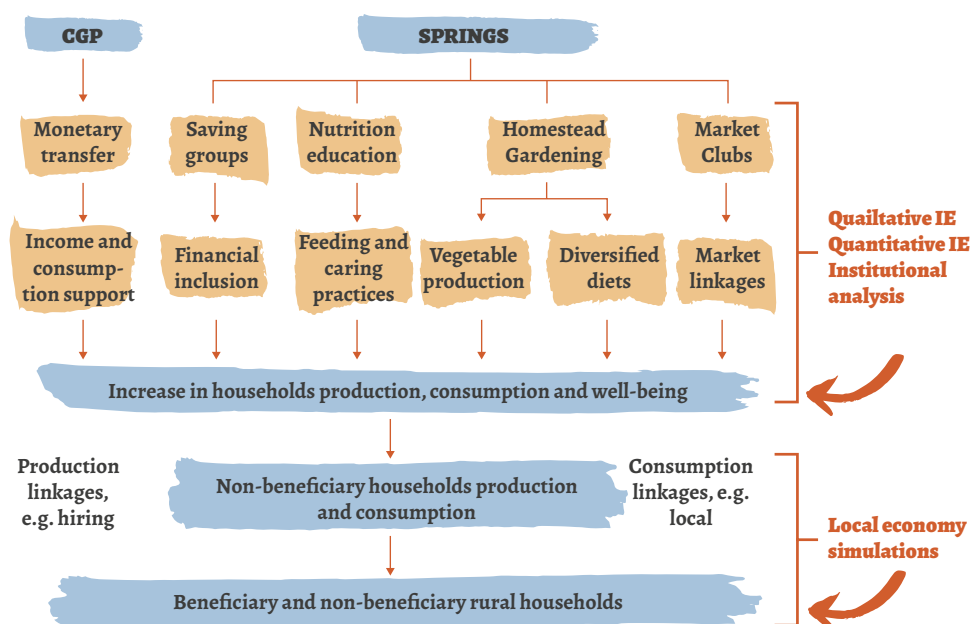 CGP
SPRINGS
Monetary
transfer
Saving
groups
Nutrition
education
Homestead
Gardening
Market
Clubs
Income and
consump-
tion support
Financial
inclusion
Feeding and
caring
practices
Vegetable
production
Diversified
diets
Market
linkages
Quailtative IE
Quantitative IE
Institutional
analysis
Increase in households production, consumption and well-being
Production
linkages,
e.g. hiring
Non-beneficiary households production
and consumption
Consumption
linkages, e.g.
local
Local economy
simulations
Beneficiary and non-beneficiary rural households